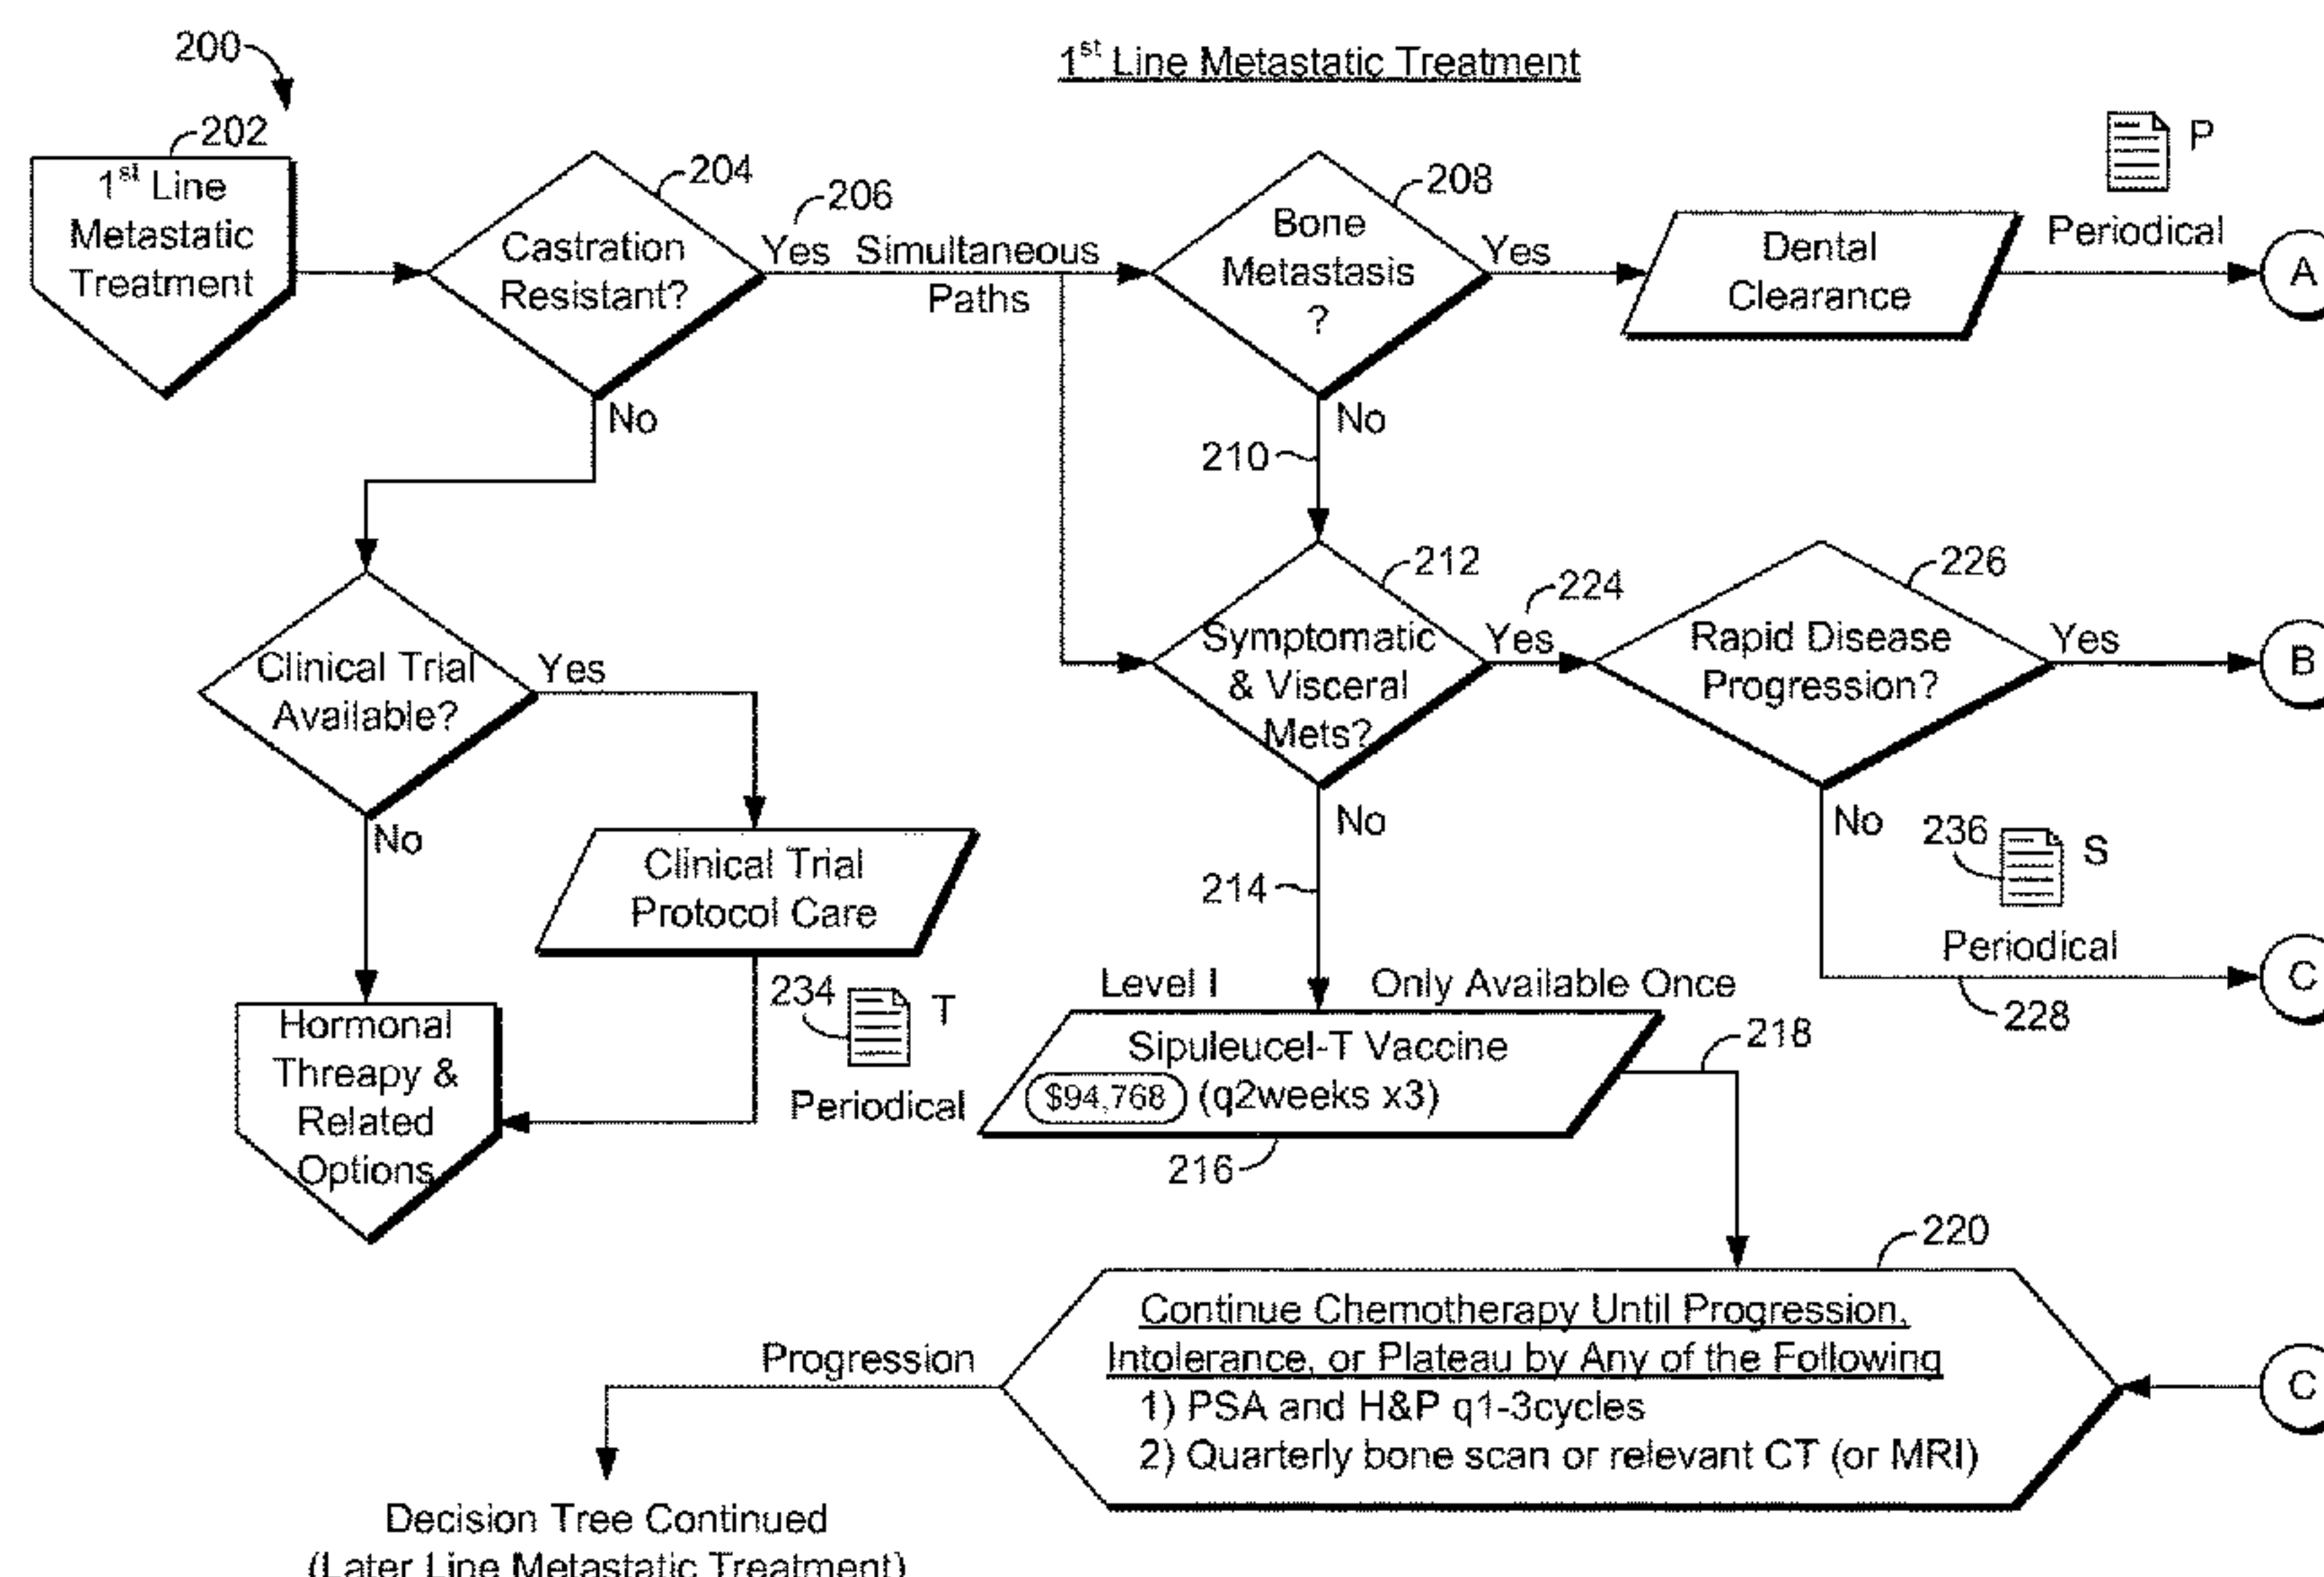 200
1st Line Metastatic Treatment
202
1st Line
Metastatic
Treatment
204
Castration
Resistant?
206
Yes Simultaneous
Paths
No
208
Bone
Metastasis
?
Yes
No
210
Dental
Clearance
P
Periodical
A
Clinical Trial
Available?
Yes
No
Clinical Trial
Protocol Care
234
T
Periodical
Hormonal
Threapy &
Related
Options
212
Symptomatic
& Visceral
Mets?
224
Yes
No
214
226
Rapid Disease
Progression?
Yes
B
No
236
S
Periodical
228
C
Level I
Only Available Once
Sipuleucel-T Vaccine
$94,768 (q2weeks x3)
216
218
220
Continue Chemotherapy Until Progression,
Intolerance, or Plateau by Any of the Following
1) PSA and H&P q1-3cycles
2) Quarterly bone scan or relevant CT (or MRI)
C
Progression
Decision Tree Continued
(Later Line Metastatic Treatment)